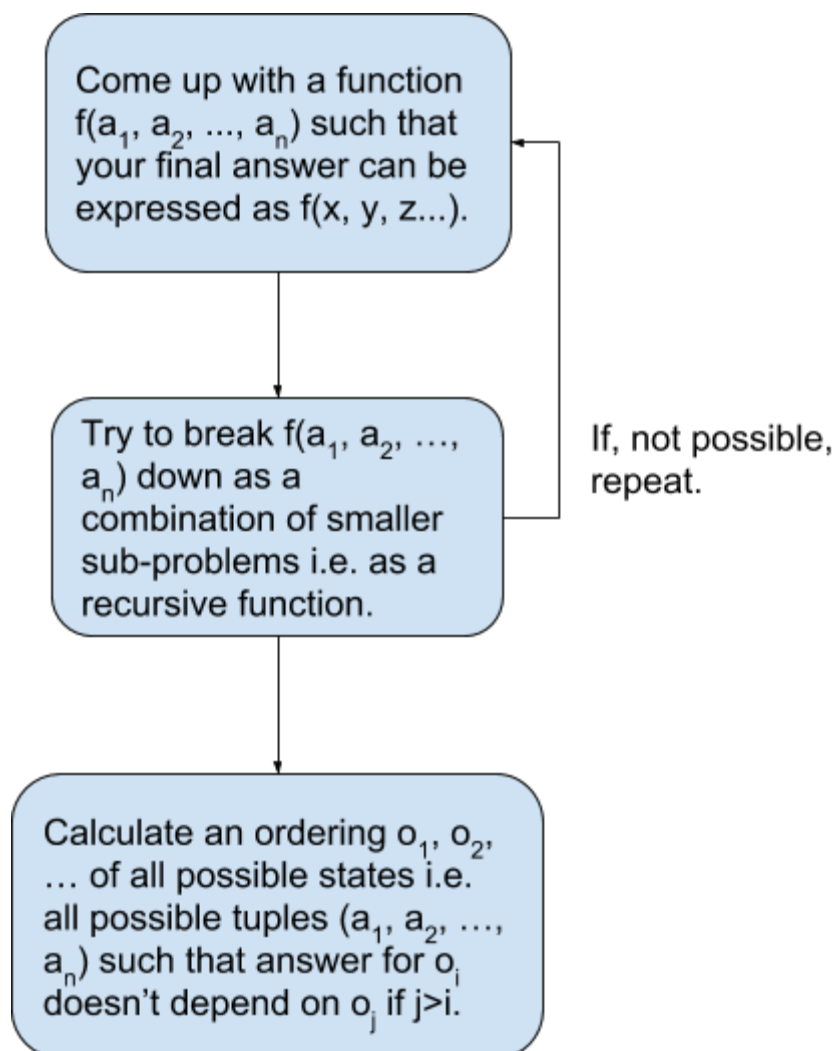 Come up with a function
f(a₁, a₂, ..., aₙ) such that
your final answer can be
expressed as f(x, y, z...).
Try to break f(a₁, a₂, …,
aₙ) down as a
combination of smaller
sub-problems i.e. as a
recursive function.
If, not possible,
repeat.
Calculate an ordering o₁, o₂,
… of all possible states i.e.
all possible tuples (a₁, a₂, …,
aₙ) such that answer for oᵢ
doesn’t depend on oⱼ if j>i.